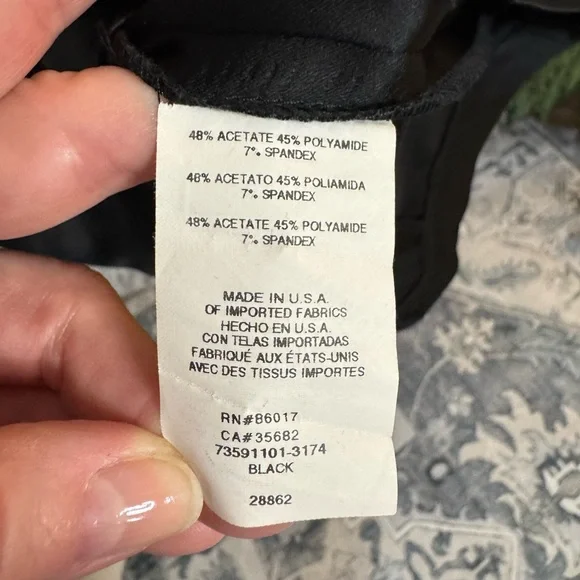 48% ACETATE 45% POLYAMIDE
7% SPANDEX
48% ACETATO 45% POLIAMIDA
7% SPANDEX
48% ACETATE 45% POLYAMIDE
7% SPANDEX
MADE IN U.S.A.
OF IMPORTED FABRICS
HECHO EN U.S.A.
CON TELAS IMPORTADAS
FABRIQUÉ AUX ÉTATS-UNIS
AVEC DES TISSUS IMPORTES
RN#86017
CA#35682
73591101-3174
BLACK
28862